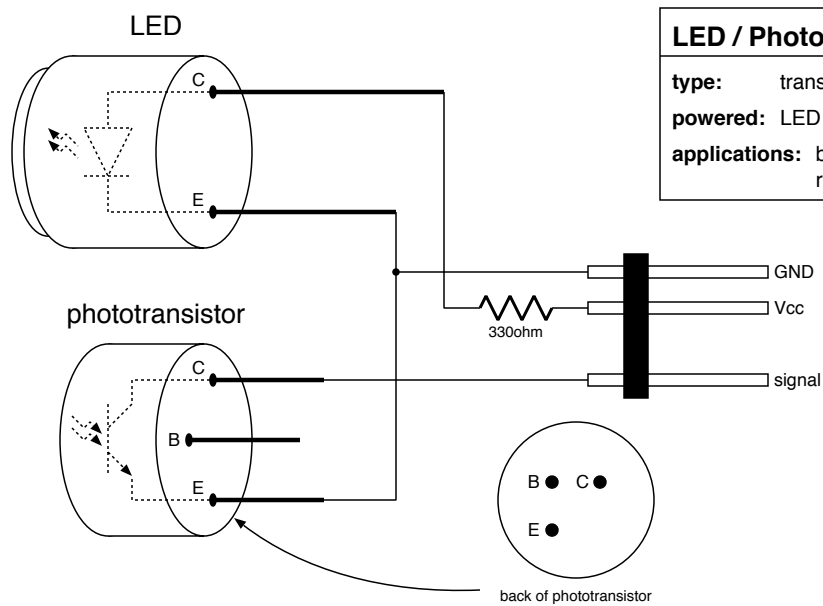 LED
LED / Photo
type: trans
powered: LED
applications: b
r
C
E
GND
Vcc
330ohm
signal
phototransistor
C
B
E
B C
E
back of phototransistor